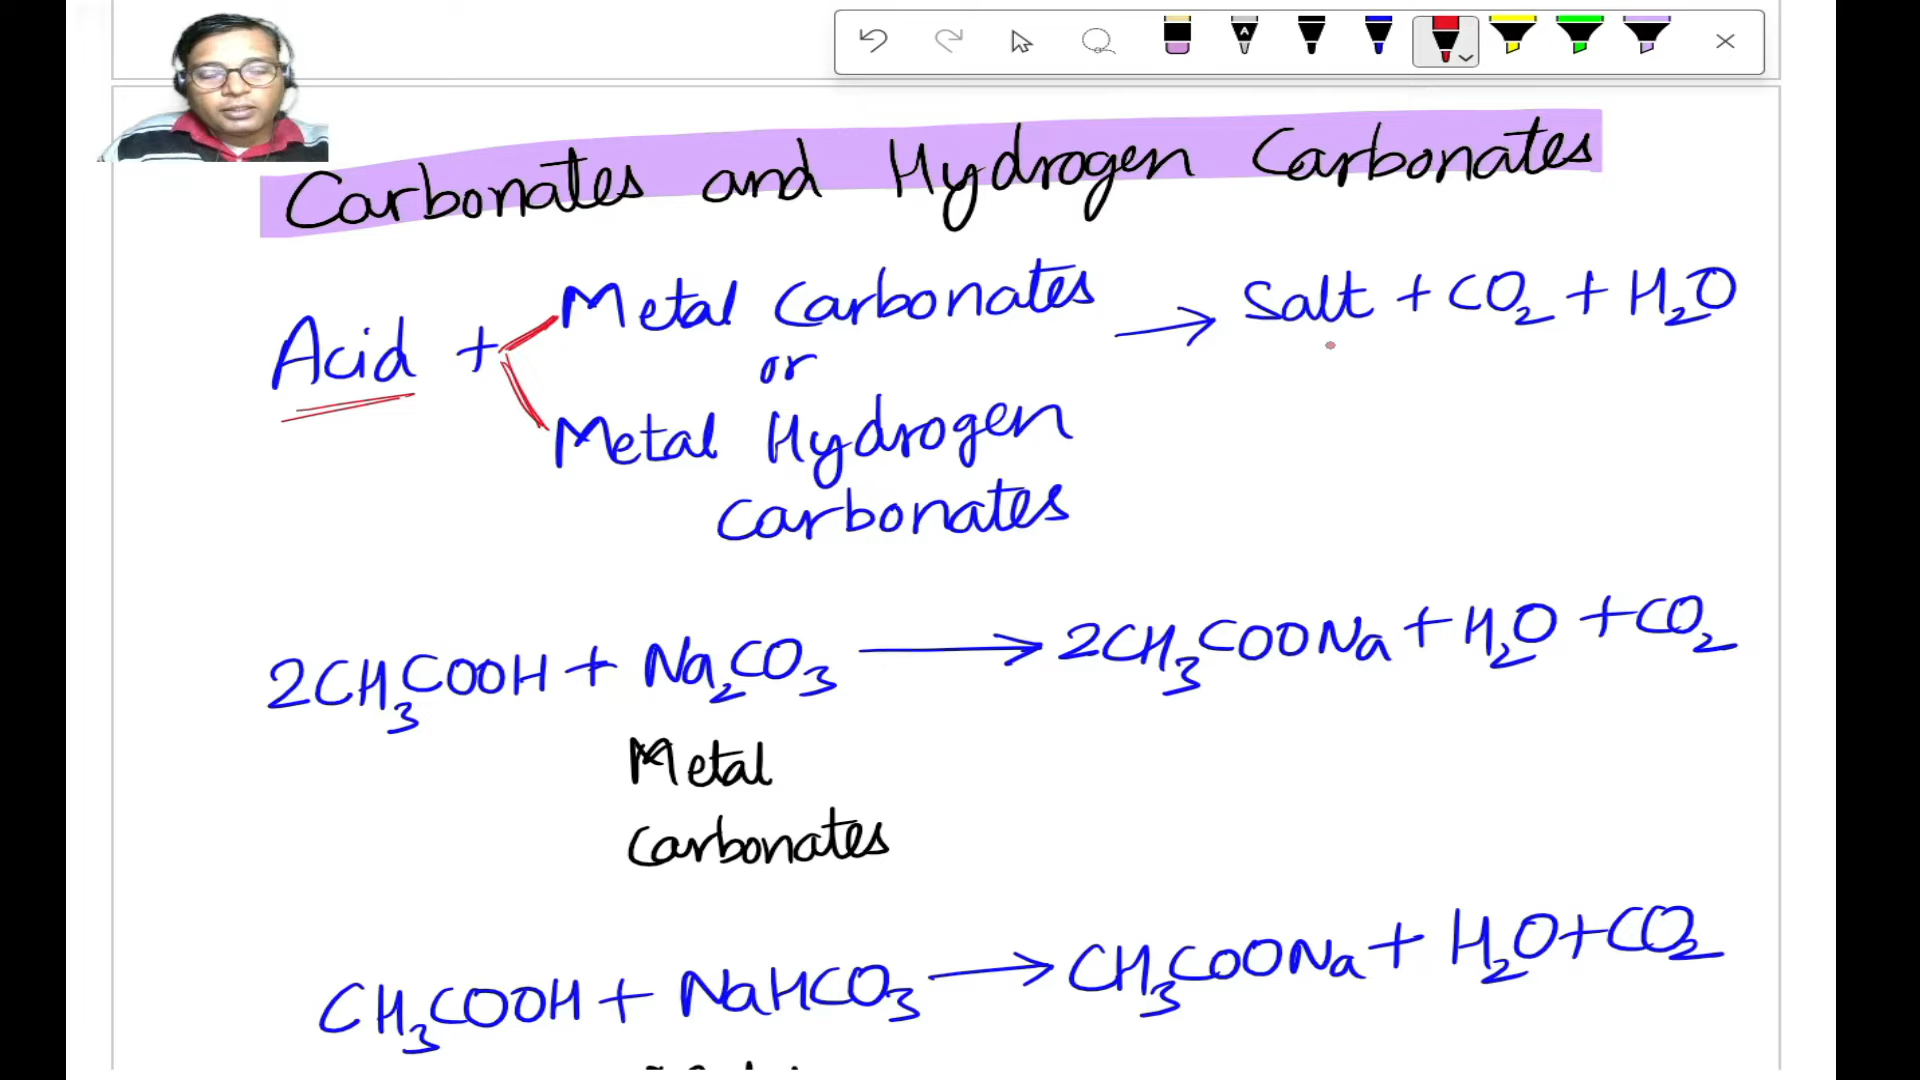 Carbonates and Hydrogen Carbonates
Acid + Metal Carbonates → Salt + CO₂ + H₂O
or
Metal Hydrogen
Carbonates
2CH₃COOH + Na₂CO₃ → 2CH₃COONa + H₂O + CO₂
Metal
Carbonates
CH₃COOH + NaHCO₃ → CH₃COONa + H₂O + CO₂